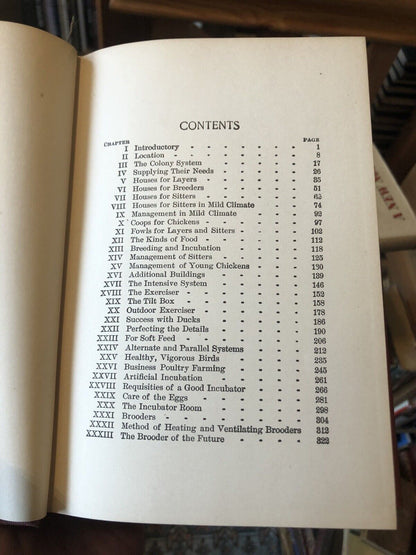 CONTENTS
CHAPTER PAGE
I Introductory - - - - - - 1
II Location - - - - - - 8
III The Colony System - - - - - 17
IV Supplying Their Needs - - - - 26
V Houses for Layers - - - - - 35
VI Houses for Breeders - - - - - 51
VII Houses for Sitters - - - - - 65
VIII Houses for Sitters in Mild Climate - - 74
IX Management in Mild Climate - - - 92
X Coops for Chickens - - - - - 97
XI Fowls for Layers and Sitters - - - 102
XII The Kinds of Food - - - - - 112
XIII Breeding and Incubation - - - - 118
XIV Management of Sitters - - - - 125
XV Management of Young Chickens - - - 130
XVI Additional Buildings - - - - 139
XVII The Intensive System - - - - 146
XVIII The Exerciser - - - - - 152
XIX The Tilt Box - - - - - 158
XX Outdoor Exerciser - - - - - 178
XXI Success with Ducks - - - - - 186
XXII Perfecting the Details - - - - 190
XXIII For Soft Feed - - - - - 206
XXIV Alternate and Parallel Systems - - - 212
XXV Healthy, Vigorous Birds - - - - 235
XXVI Business Poultry Farming - - - - 245
XXVII Artificial Incubation - - - - 261
XXVIII Requisities of a Good Incubator - - - 266
XXIX Care of the Eggs - - - - - 281
XXX The Incubator Room - - - - - 298
XXXI Brooders - - - - - - 304
XXXII Method of Heating and Ventilating Brooders 312
XXXIII The Brooder of the Future - - - - 322